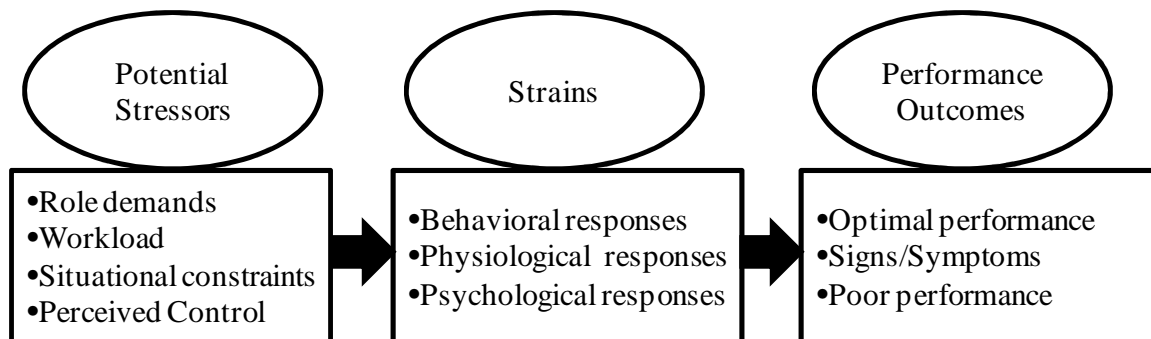 Potential
Stressors
•Role demands
•Workload
•Situational constraints
•Perceived Control
Strains
•Behavioral responses
•Physiological responses
•Psychological responses
Performance
Outcomes
•Optimal performance
•Signs/Symptoms
•Poor performance